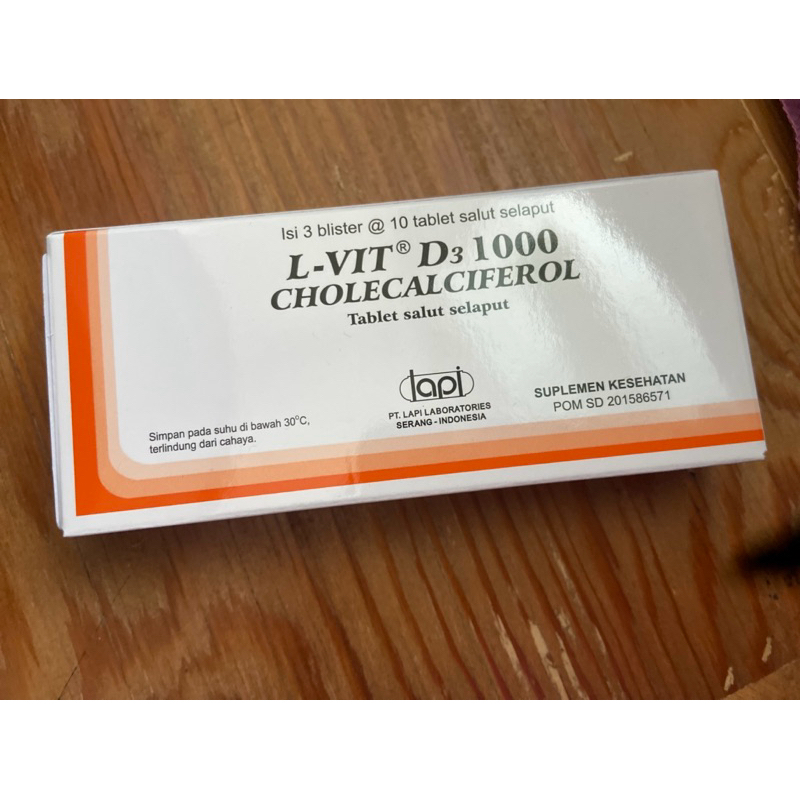 Isi 3 blister @ 10 tablet salut selaput
L-VIT® D3 1000
CHOLECALCIFEROL
Tablet salut selaput
lapi
PT. LAPI LABORATORIES
SERANG - INDONESIA
SUPLEMEN KESEHATAN
POM SD 201586571
Simpan pada suhu di bawah 30°C,
terlindung dari cahaya.